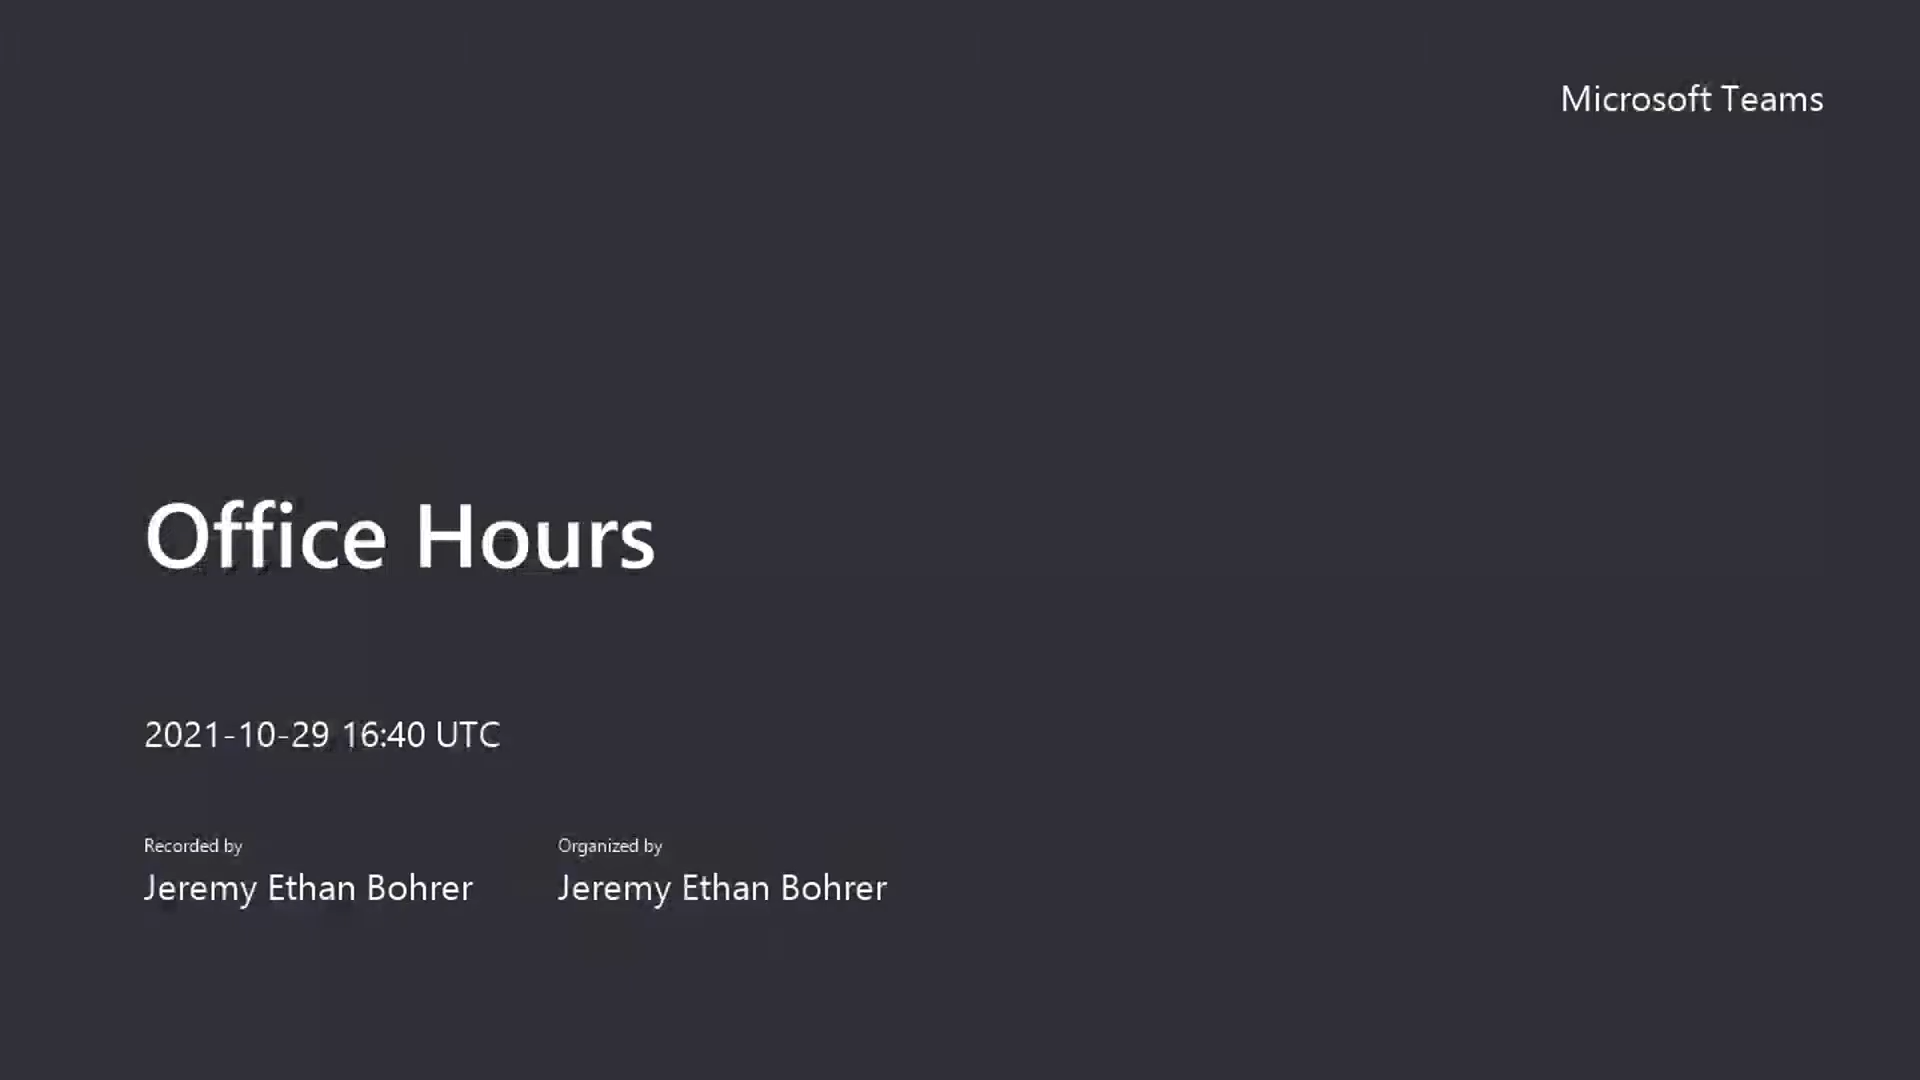 Microsoft Teams
Office Hours
2021-10-29 16:40 UTC
Recorded by
Jeremy Ethan Bohrer
Organized by
Jeremy Ethan Bohrer